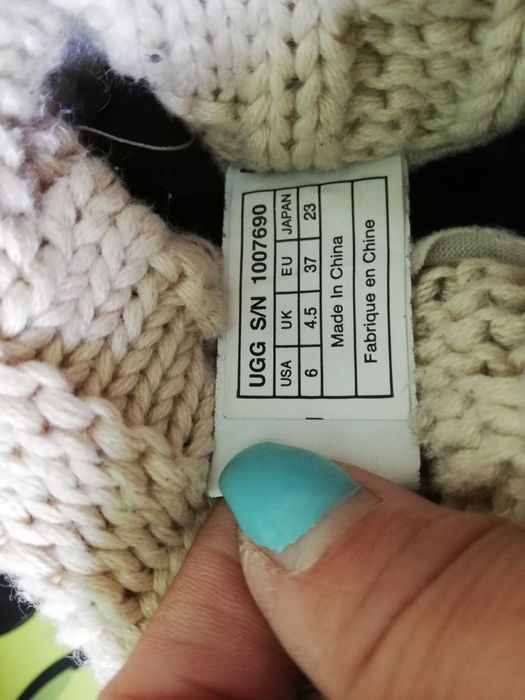 UGG S/N 1007690
USA UK EU JAPAN
6 4.5 37 23
Made In China
Fabrique en Chine